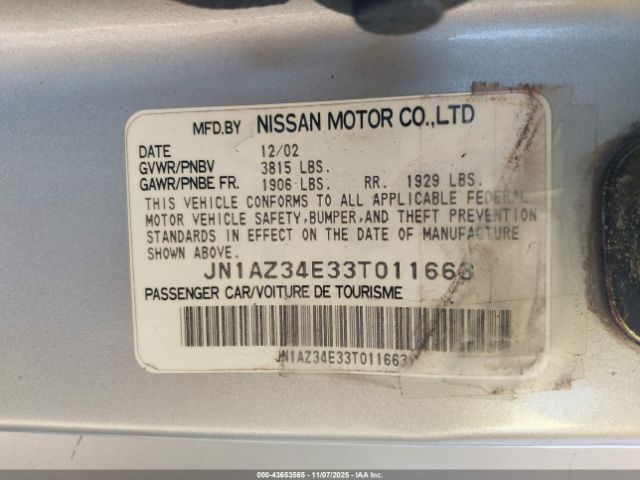 MFD.BY NISSAN MOTOR CO.,LTD
DATE 12/02
GVWR/PNBV 3815 LBS.
GAWR/PNBE FR. 1906 LBS. RR. 1929 LBS.
THIS VEHICLE CONFORMS TO ALL APPLICABLE FEDERAL
MOTOR VEHICLE SAFETY, BUMPER, AND THEFT PREVENTION
STANDARDS IN EFFECT ON THE DATE OF MANUFACTURE
SHOWN ABOVE.
JN1AZ34E33T011663
PASSENGER CAR/VOITURE DE TOURISME
JN1AZ34E33T011663
000-43653565 - 11/07/2025 - IAAI.COM